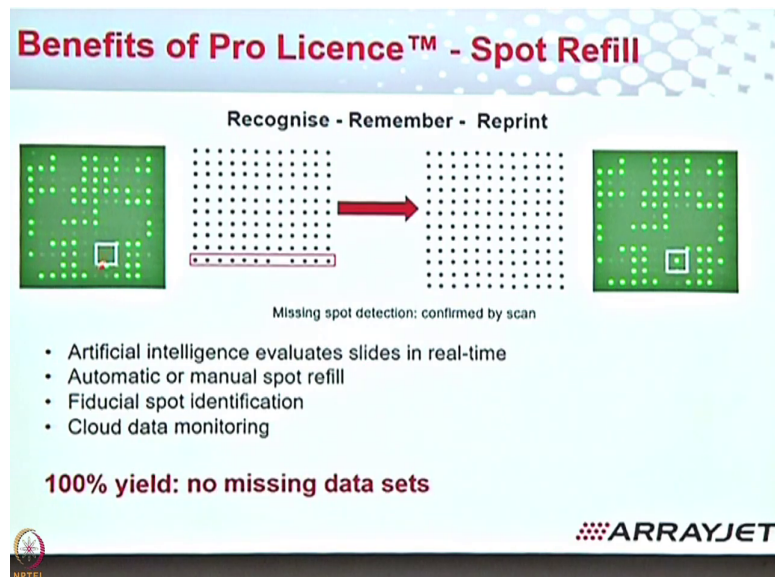 Benefits of Pro Licence™ - Spot Refill
Recognise - Remember - Reprint
Missing spot detection: confirmed by scan
• Artificial intelligence evaluates slides in real-time
• Automatic or manual spot refill
• Fiducial spot identification
• Cloud data monitoring
100% yield: no missing data sets
ARRAYJET
NPTEL